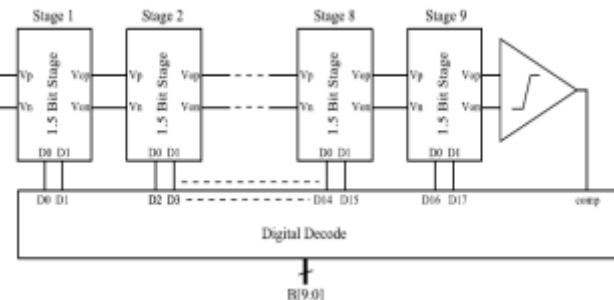 Stage 1 Stage 2 Stage 8 Stage 9
Vp Vop Vp Vop Vp Vop Vp Vop
1.5 Bit Stage 1.5 Bit Stage 1.5 Bit Stage 1.5 Bit Stage
Vn Von Vn Von Vn Von Vn Von
D0 D1 D0 D1 D0 D1 D0 D1
D0 D1 D2 D3 D14 D15 D16 D17 comp
Digital Decode
B[9:0]